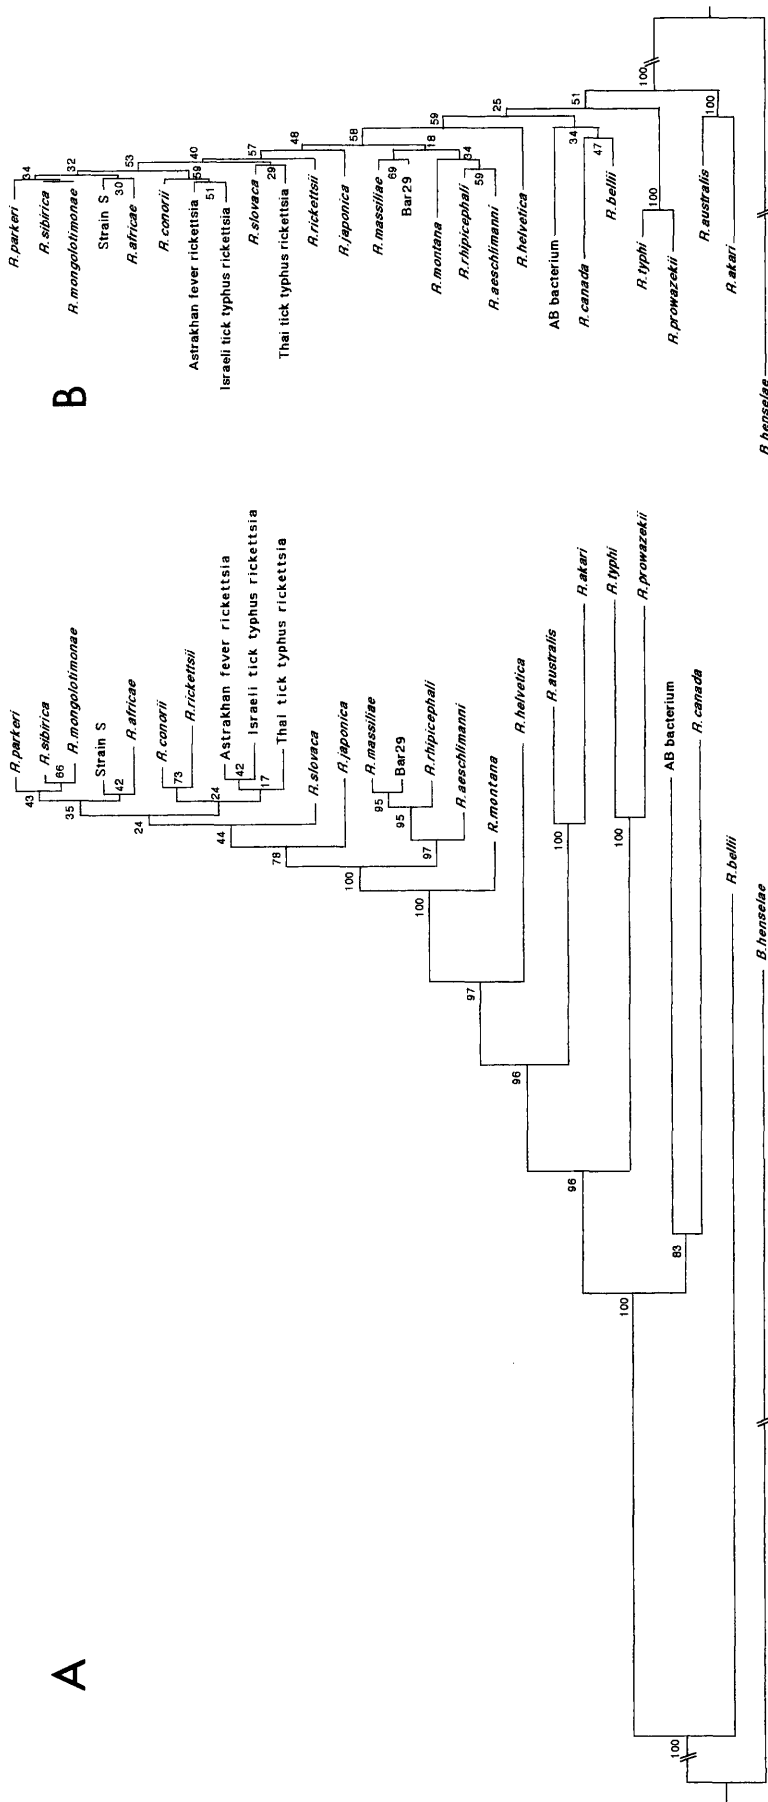 A
R.parkeri
R.sibirica
R.mongolotimonae
Strain S
R.africae
R.conorii
R.rickettsii
Astrakhan fever rickettsia
Israeli tick typhus rickettsia
Thai tick typhus rickettsia
R.slovaca
R.japonica
R.massiliae
Bar29
R.rhipicephali
R.aeschlimanni
R.montana
R.helvetica
R.australis
R.akari
R.typhi
R.prowazekii
AB bacterium
R.canada
R.bellii
B.henselae
43
66
35
42
24
73
24
42
17
44
78
95
95
97
100
100
97
100
96
100
96
83
100
100
B
R.parkeri
R.sibirica
R.mongolotimonae
Strain S
R.africae
R.conorii
Astrakhan fever rickettsia
Israeli tick typhus rickettsia
R.slovaca
Thai tick typhus rickettsia
R.rickettsii
R.japonica
R.massiliae
Bar29
R.montana
R.rhipicephali
R.aeschlimanni
R.helvetica
AB bacterium
R.canada
R.bellii
R.typhi
R.prowazekii
R.australis
R.akari
B.henselae
34
32
30
53
40
59
51
57
29
48
58
69
18
34
59
59
25
34
47
51
100
100
100